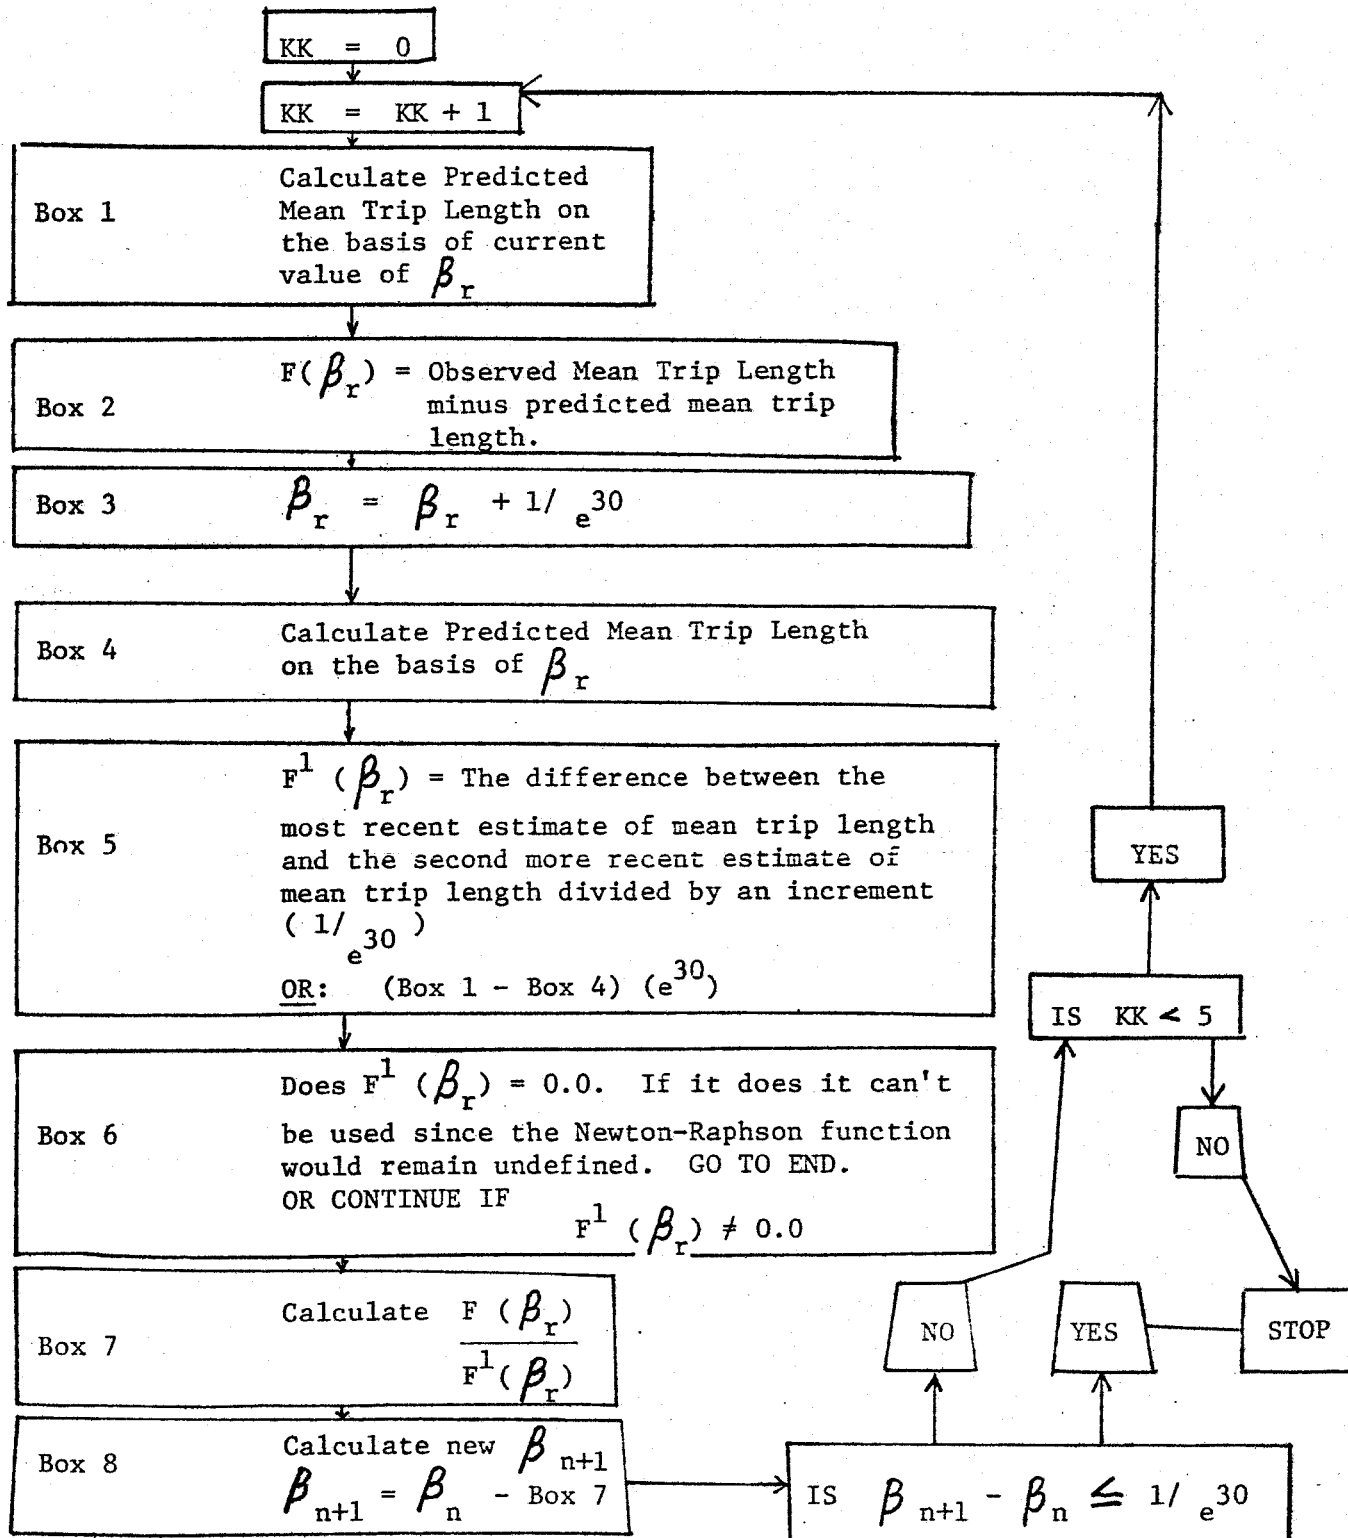 KK = 0
KK = KK + 1
Box 1
Calculate Predicted
Mean Trip Length on
the basis of current
value of β r
Box 2
F(β r) = Observed Mean Trip Length
minus predicted mean trip
length.
Box 3
β r = β r + 1/ e30
Box 4
Calculate Predicted Mean Trip Length
on the basis of β r
Box 5
F1 (β r) = The difference between the
most recent estimate of mean trip length
and the second more recent estimate of
mean trip length divided by an increment
( 1/ e30 )
OR: (Box 1 - Box 4) (e30)
Box 6
Does F1 (β r) = 0.0. If it does it can't
be used since the Newton-Raphson function
would remain undefined. GO TO END.
OR CONTINUE IF
F1 (β r) ≠ 0.0
Box 7
Calculate F (β r)
F1(β r)
Box 8
Calculate new β n+1
β n+1 = β n - Box 7
IS β n+1 - β n ≦ 1/ e30
NO
YES
STOP
IS KK < 5
NO
YES